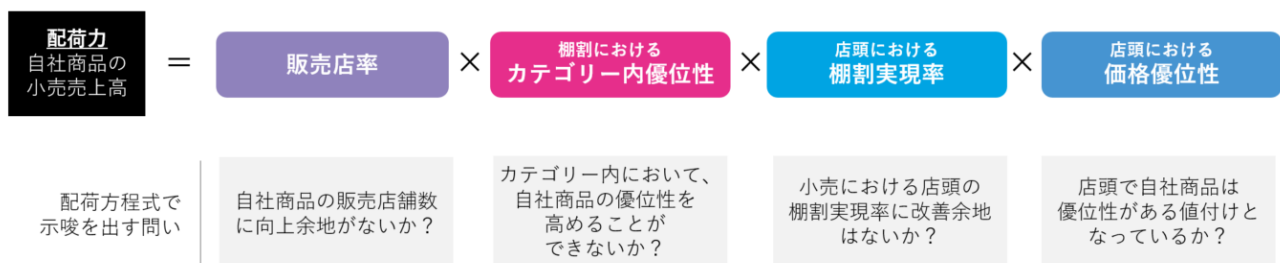 配荷力
自社商品の
小売売上高
=
販売店率
×
棚割における
カテゴリー内優位性
×
店頭における
棚割実現率
×
店頭における
価格優位性
配荷方程式で
示唆を出す問い
自社商品の販売店舗数
に向上余地がないか？
カテゴリー内において、
自社商品の優位性を
高めることが
できないか？
小売における店頭の
棚割実現率に改善余地
はないか？
店頭で自社商品は
優位性がある値付けと
なっているか？